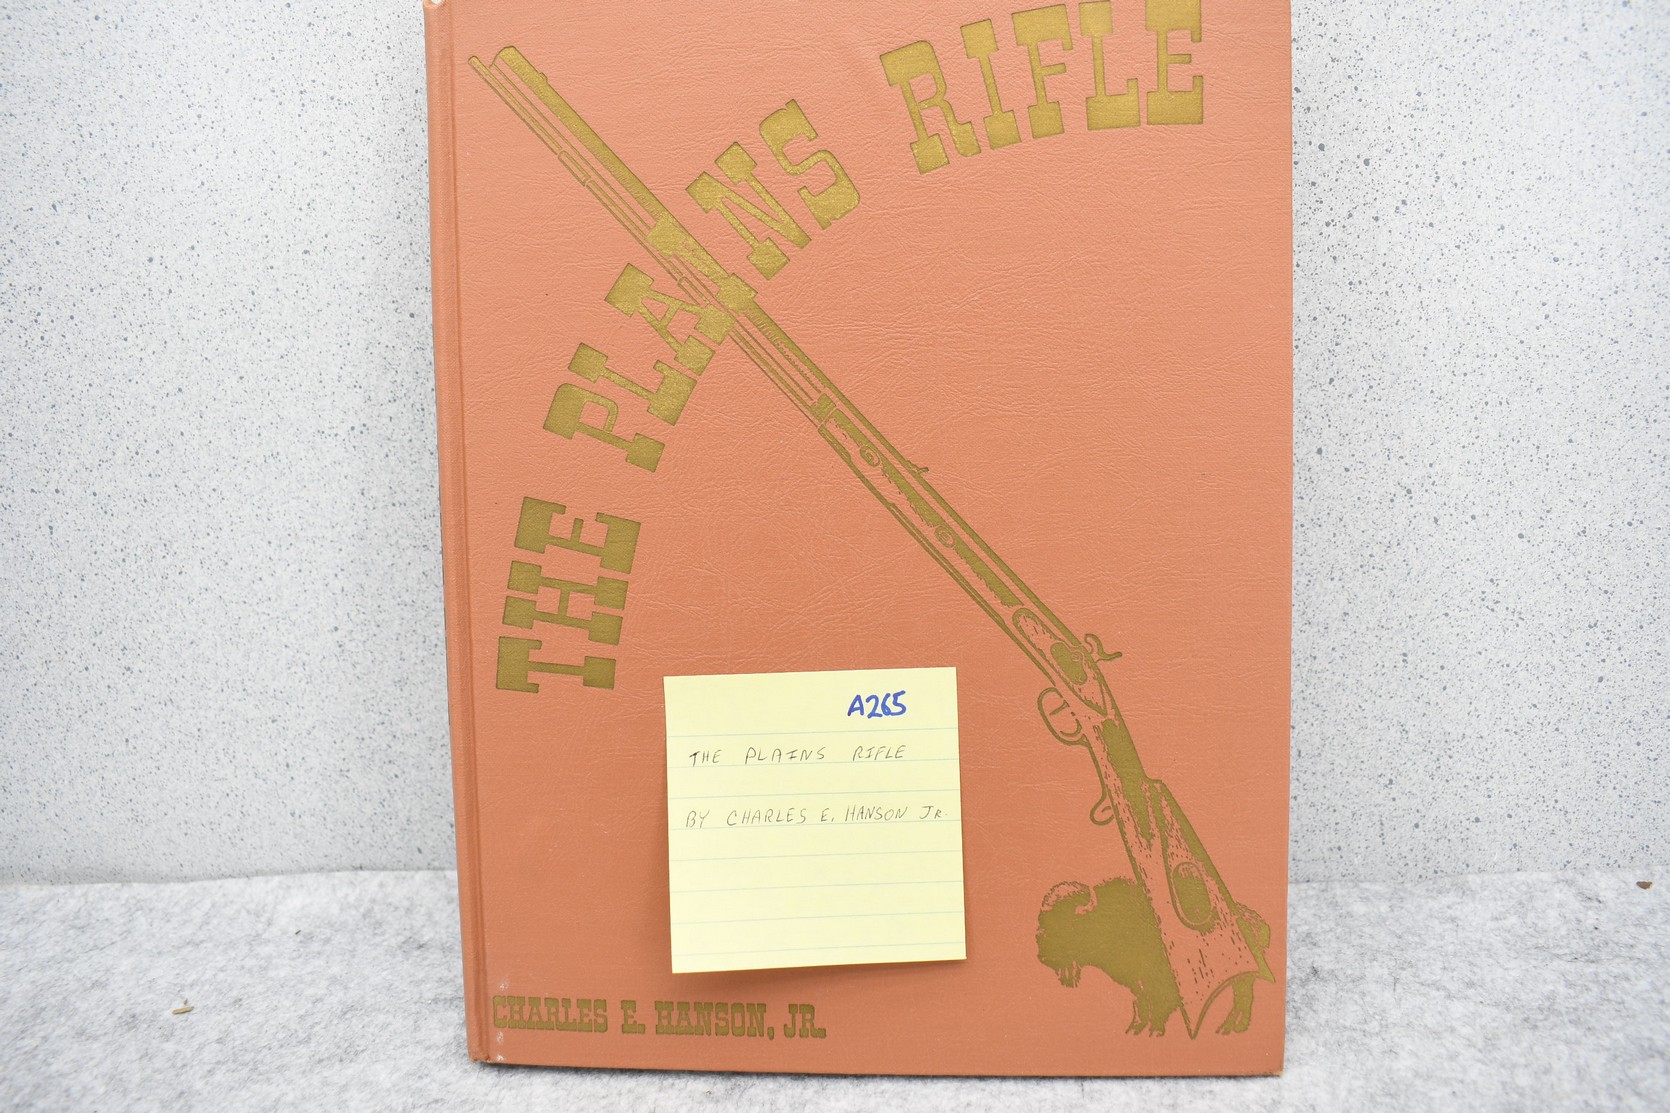 THE PLAINS RIFLE
A265
THE PLAINS RIFLE
BY CHARLES E. HANSON JR.
CHARLES E. HANSON, JR.